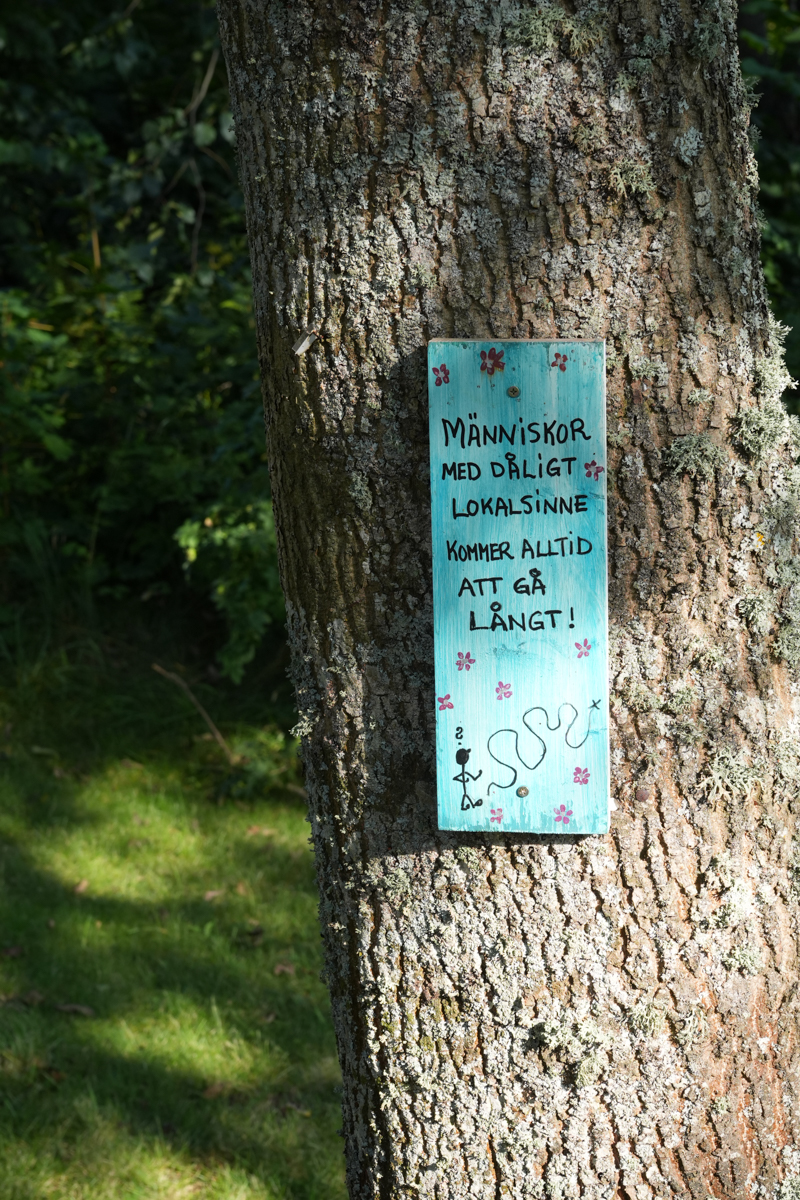 MÄNNISKOR
MED DÅLIGT
LOKALSINNE
KOMMER ALLTID
ATT GÅ
LÅNGT!
?
x